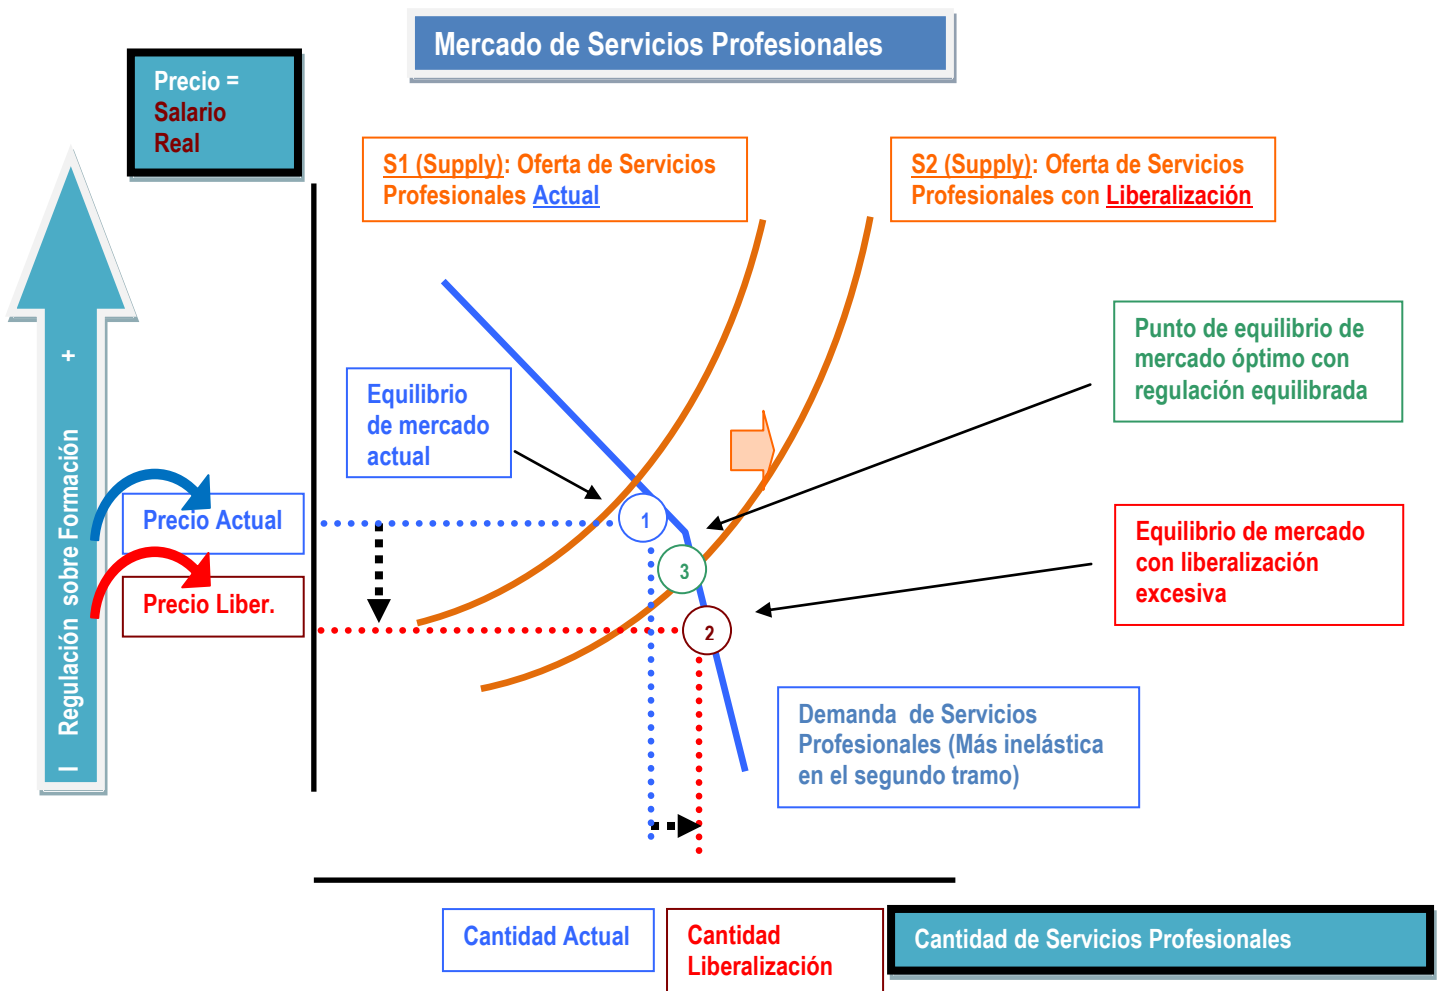 Mercado de Servicios Profesionales
Precio =
Salario
Real
S1 (Supply): Oferta de Servicios
Profesionales Actual
S2 (Supply): Oferta de Servicios
Profesionales con Liberalización
Punto de equilibrio de
mercado óptimo con
regulación equilibrada
Equilibrio
de mercado
actual
I Regulación sobre Formación +
Precio Actual
1
Equilibrio de mercado
con liberalización
excesiva
3
Precio Liber.
2
Demanda de Servicios
Profesionales (Más inelástica
en el segundo tramo)
Cantidad Actual
Cantidad
Liberalización
Cantidad de Servicios Profesionales